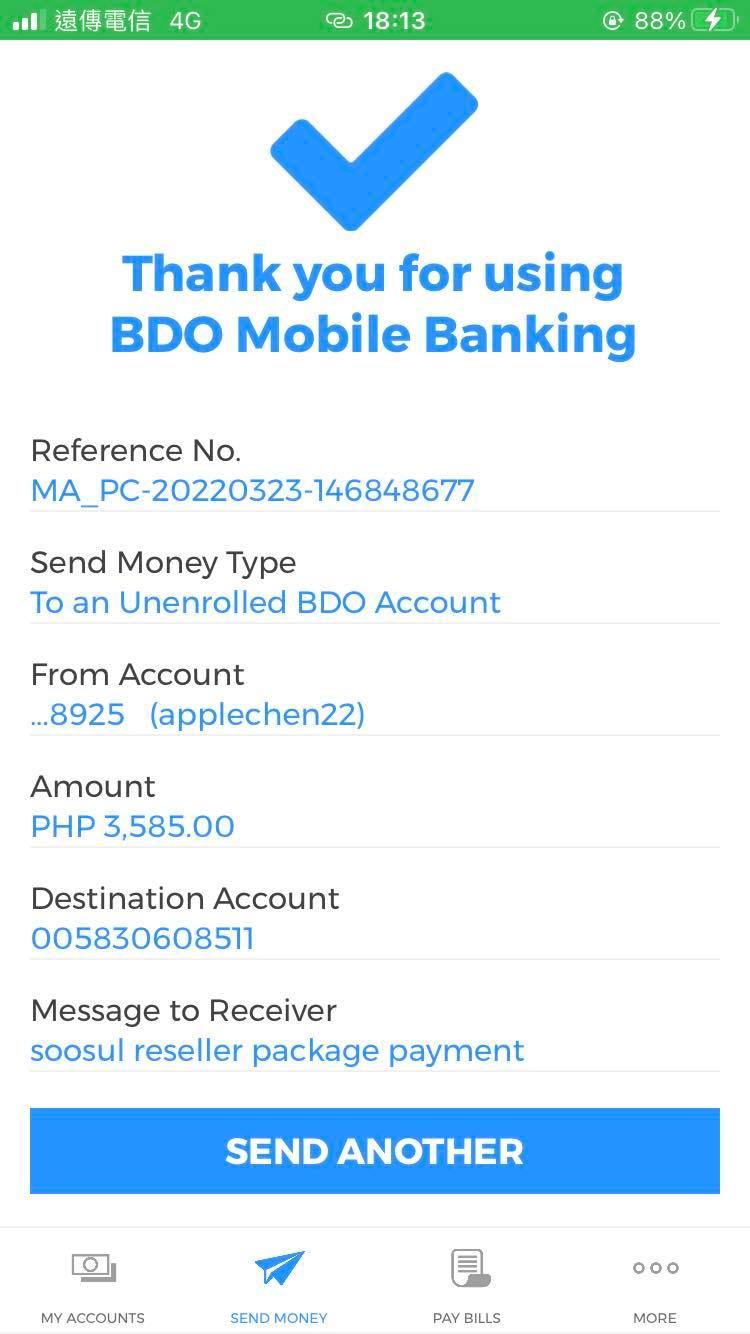 遠傳電信 4G 18:13 88%
Thank you for using
BDO Mobile Banking
Reference No.
MA_PC-20220323-146848677
Send Money Type
To an Unenrolled BDO Account
From Account
...8925 (applechen22)
Amount
PHP 3,585.00
Destination Account
005830608511
Message to Receiver
soosul reseller package payment
SEND ANOTHER
MY ACCOUNTS SEND MONEY PAY BILLS MORE